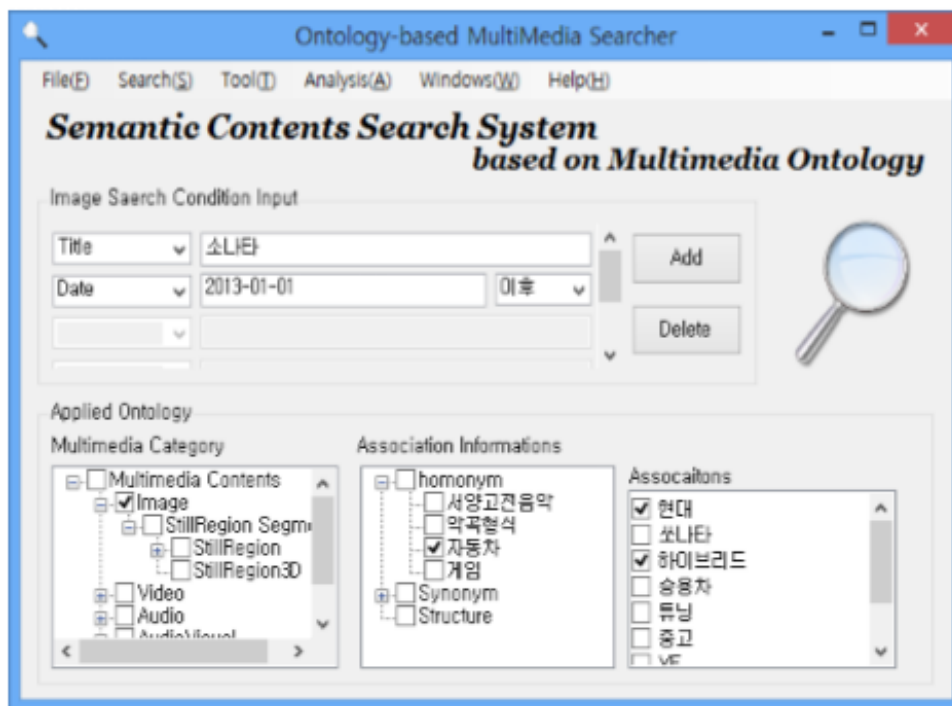 Ontology-based MultiMedia Searcher
File(F) Search(S) Tool(T) Analysis(A) Windows(W) Help(H)
Semantic Contents Search System
based on Multimedia Ontology
Image Saerch Condition Input
Title 소나타
Add
Date 2013-01-01 이후
Delete
Applied Ontology
Multimedia Category
Multimedia Contents
Image
StillRegion Segm
StillRegion
StillRegion3D
Video
Audio
AudioVisual
Association Informations
homonym
서양고전음악
악곡형식
자동차
게임
Synonym
Structure
Assocaitons
현대
쏘나타
하이브리드
승용차
튜닝
중고
YF